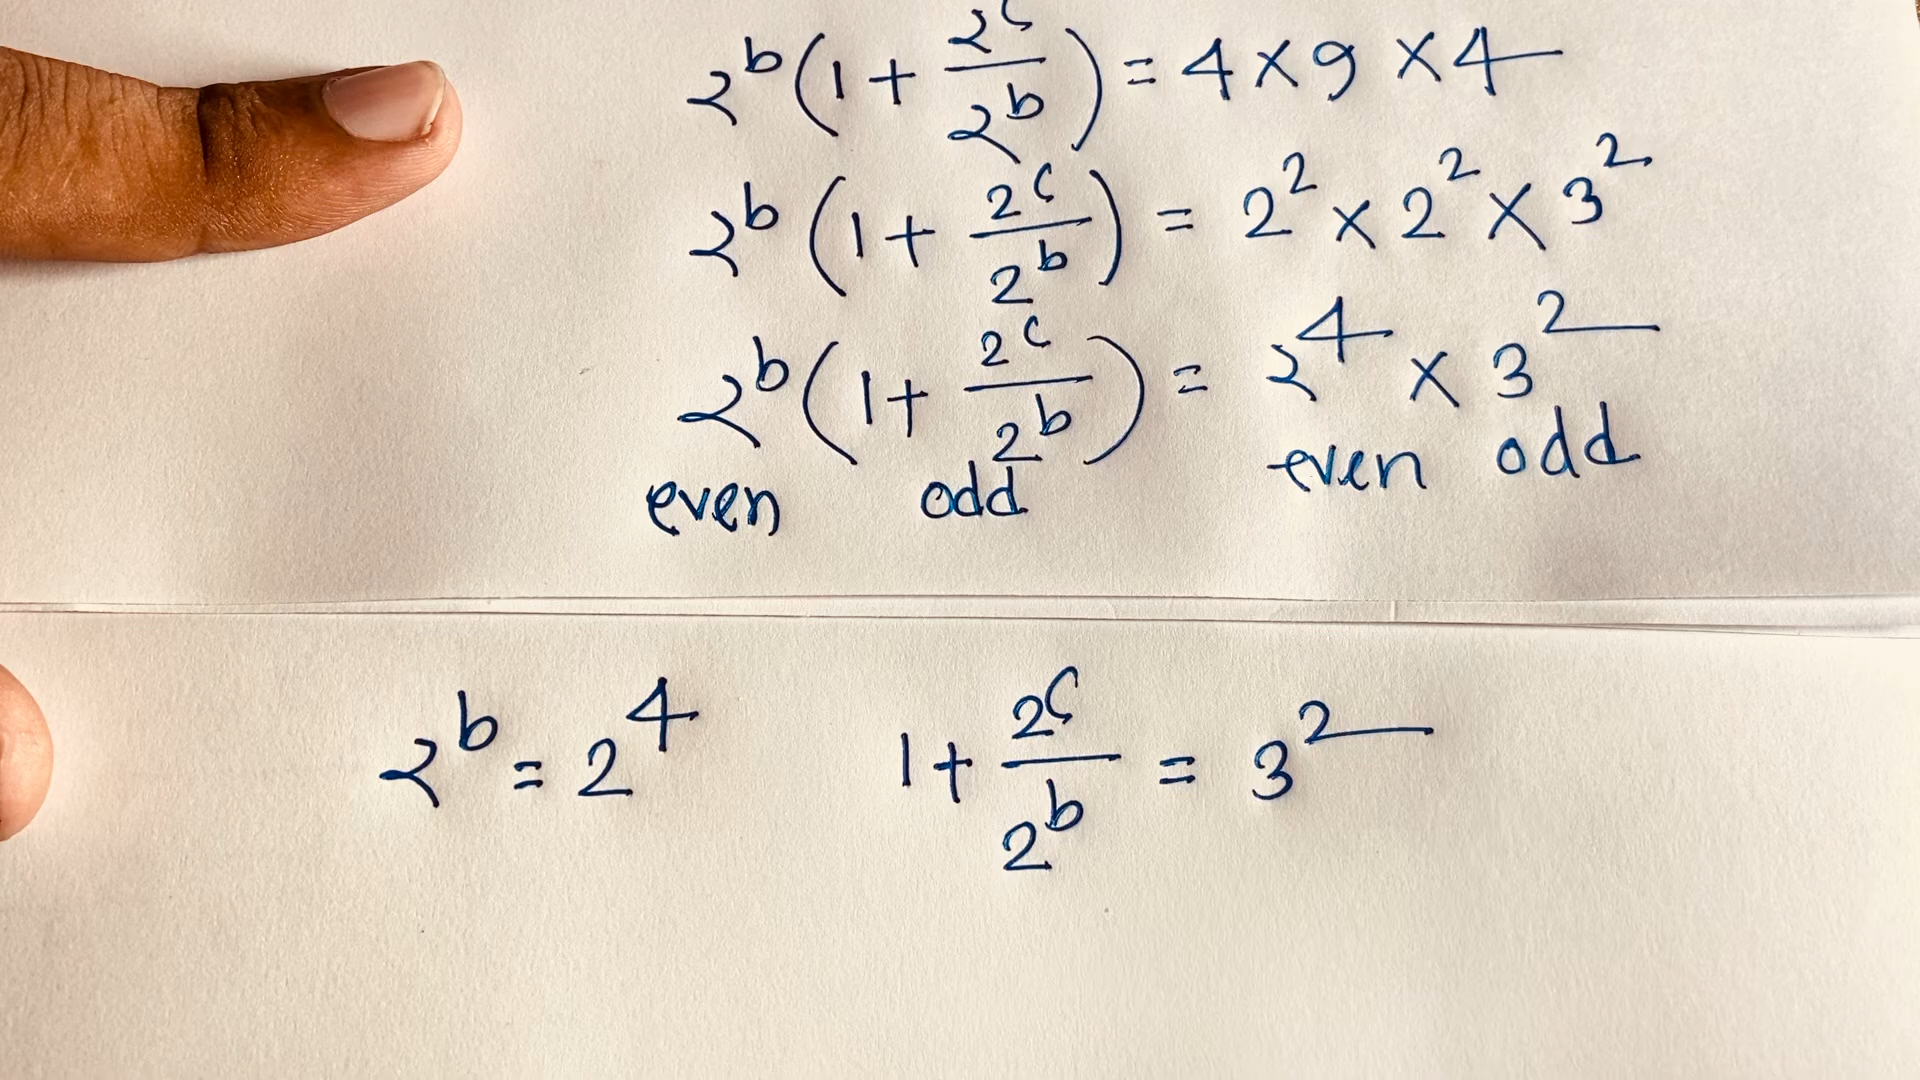 2^b (1 + 2^c/2^b) = 4 × 9 × 4
2^b (1 + 2^c/2^b) = 2^2 × 2^2 × 3^2
2^b (1 + 2^c/2^b) = 2^4 × 3^2
even odd even odd
2^b = 2^4 1 + 2^c/2^b = 3^2